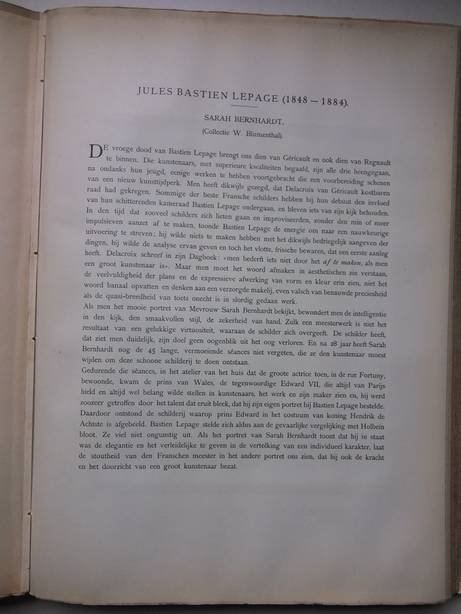 JULES BASTIEN LEPAGE (1848 — 1884).
SARAH BERNHARDT.
(Collectie W. Blumenthal).
DE vroege dood van Bastien Lepage brengt ons dien van Géricault en ook dien van Regnault
te binnen. Die kunstenaars, met superieure kwaliteiten begaafd, zijn alle drie heengegaan,
na ondanks hun jeugd, eenige werken te hebben voortgebracht die een voorbereiding schenen
van een nieuw kunsttijdperk. Men heeft dikwijls gezegd, dat Delacroix van Géricault kostbaren
raad had gekregen. Sommige der beste Fransche schilders hebben bij hun debuut den invloed
van hun schitterenden kameraad Bastien Lepage ondergaan, en bleven iets van zijn kijk behouden.
In den tijd dat zooveel schilders zich lieten gaan en improviseerden, zonder den min of meer
impulsieven aanzet af te maken, toonde Bastien Lepage de energie om naar een nauwkeurige
uitvoering te streven; hij wilde niets te maken hebben met het dikwijls bedriegelijk aangeven der
dingen, hij wilde de analyse ervan geven en toch het vlotte, frissche bewaren, dat een eerste aanleg
heeft. Delacroix schreef in zijn Dagboek: «men bederft iets niet door het af te maken, als men
een groot kunstenaar is». Maar men moet het woord afmaken in aesthetischen zin verstaan,
de veelvuldigheid der plans en de expressieve afwerking van vorm en kleur erin zien, niet het
woord banaal opvatten en denken aan een verzorgde makelij, even valsch van benauwde preciesheid
als de quasi-breedheid van toets onecht is in slordig gedaan werk.
Als men het mooie portret van Mevrouw Sarah Bernhardt bekijkt, bewondert men de intelligentie
in den kijk, den smaakvollen stijl, de zekerheid van hand. Zulk een meesterwerk is niet het
resultaat van een gelukkige virtuositeit, waaraan de schilder zich overgeeft. De schilder heeft,
dat ziet men duidelijk, zijn doel geen oogenblik uit het oog verloren. En na 28 jaar heeft Sarah
Bernhardt nog de 45 lange, vermoeiende séances niet vergeten, die ze den kunstenaar moest
wijden om deze schoone schilderij te doen ontstaan.
Gedurende die séances, in het atelier van het huis dat de groote actrice toen, in de rue Fortuny,
bewoonde, kwam de prins van Wales, de tegenwoordige Edward VII, die altijd van Parijs
hield en altijd wel belang wilde stellen in kunstenaars, het werk en zijn maker zien en, hij werd
zoozeer getroffen door het talent dat eruit bleek, dat hij zijn eigen portret bij Bastien Lepage bestelde.
Daardoor ontstond de schilderij waarop prins Edward in het costuum van koning Hendrik de
Achtste is afgebeeld. Bastien Lepage stelde zich aldus aan de gevaarlijke vergelijking met Holbein
bloot. Ze viel niet ongunstig uit. Als het portret van Sarah Bernhardt toont dat hij in staat
was de elegantie en het verleidelijke te geven in de vertelling van een individueel karakter, laat
de stoutheid van den Franschen meester in het andere portret ons zien, dat hij ook de kracht
en het doorzicht van een groot kunstenaar bezat.